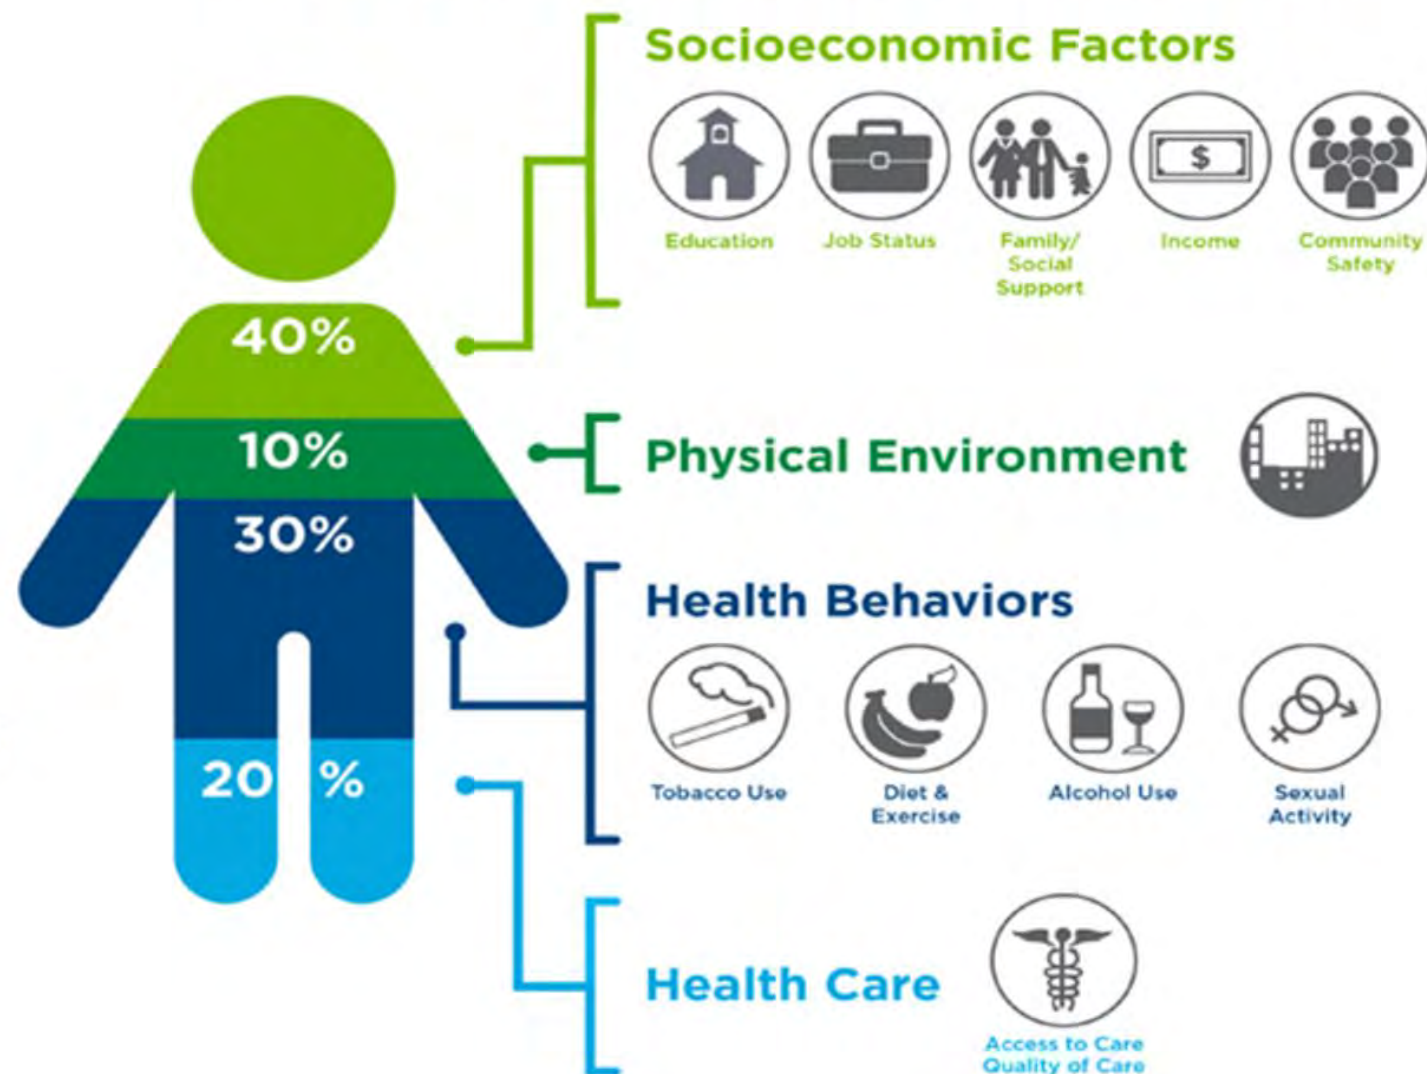 Socioeconomic Factors
$
Education
Job Status
Family/
Social
Support
Income
Community
Safety
40%
10%
Physical Environment
30%
Health Behaviors
Tobacco Use
Diet &
Exercise
Alcohol Use
Sexual
Activity
20 %
Health Care
Access to Care
Quality of Care